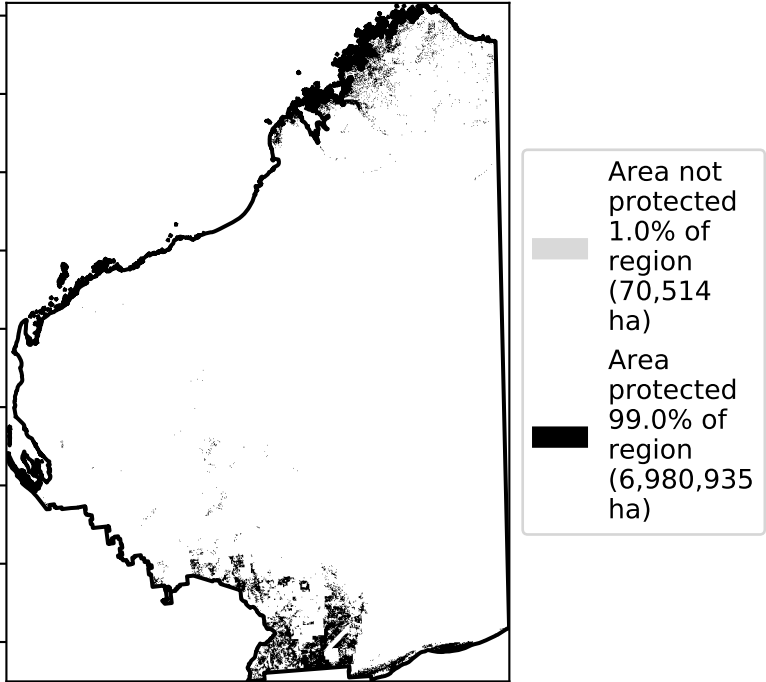 Area not
protected
1.0% of
region
(70,514
ha)
Area
protected
99.0% of
region
(6,980,935
ha)